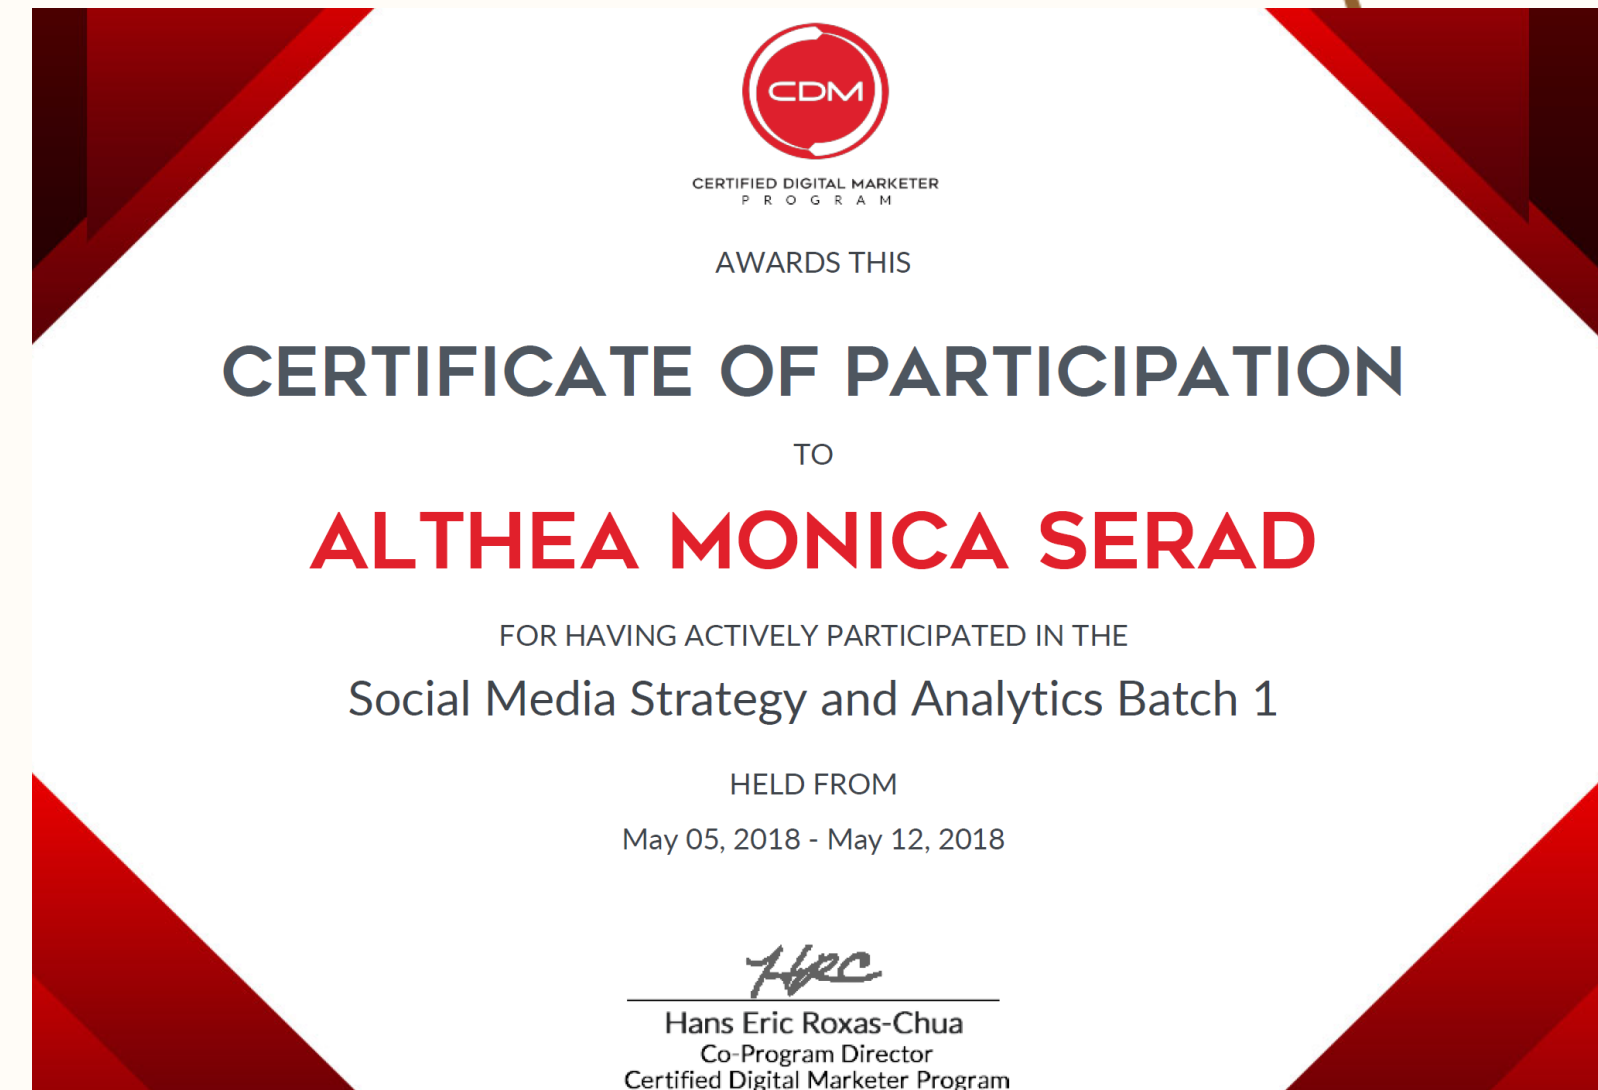 CDM
CERTIFIED DIGITAL MARKETER
PROGRAM
AWARDS THIS
CERTIFICATE OF PARTICIPATION
TO
ALTHEA MONICA SERAD
FOR HAVING ACTIVELY PARTICIPATED IN THE
Social Media Strategy and Analytics Batch 1
HELD FROM
May 05, 2018 - May 12, 2018
HRC
Hans Eric Roxas-Chua
Co-Program Director
Certified Digital Marketer Program